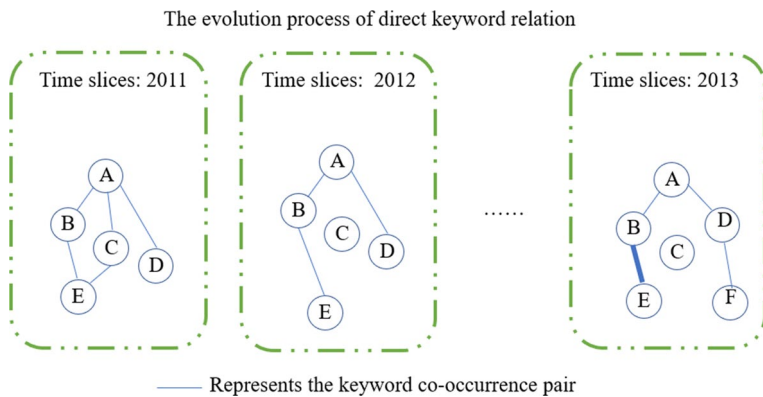 The evolution process of direct keyword relation
Time slices: 2011
Time slices: 2012
Time slices: 2013
A
B
C
D
E
A
B
C
D
E
......
A
B
D
C
E
F
Represents the keyword co-occurrence pair